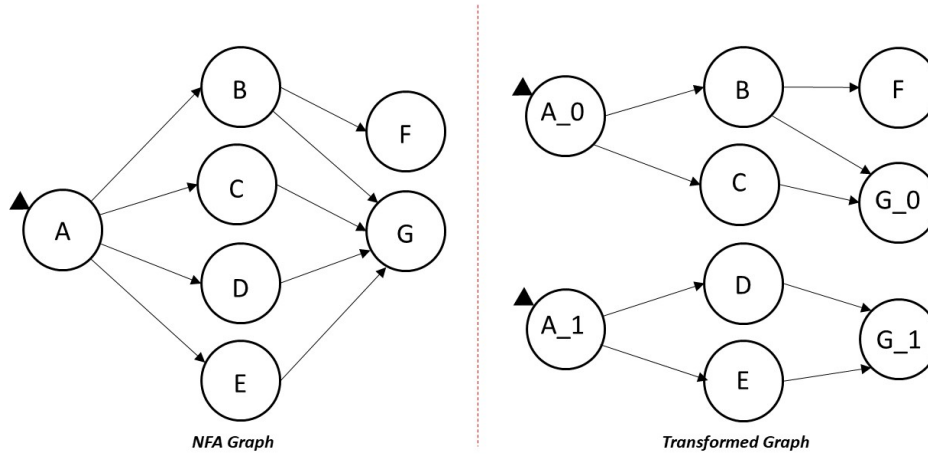 A
B
C
D
E
F
G
NFA Graph
A_0
B
C
F
G_0
A_1
D
E
G_1
Transformed Graph